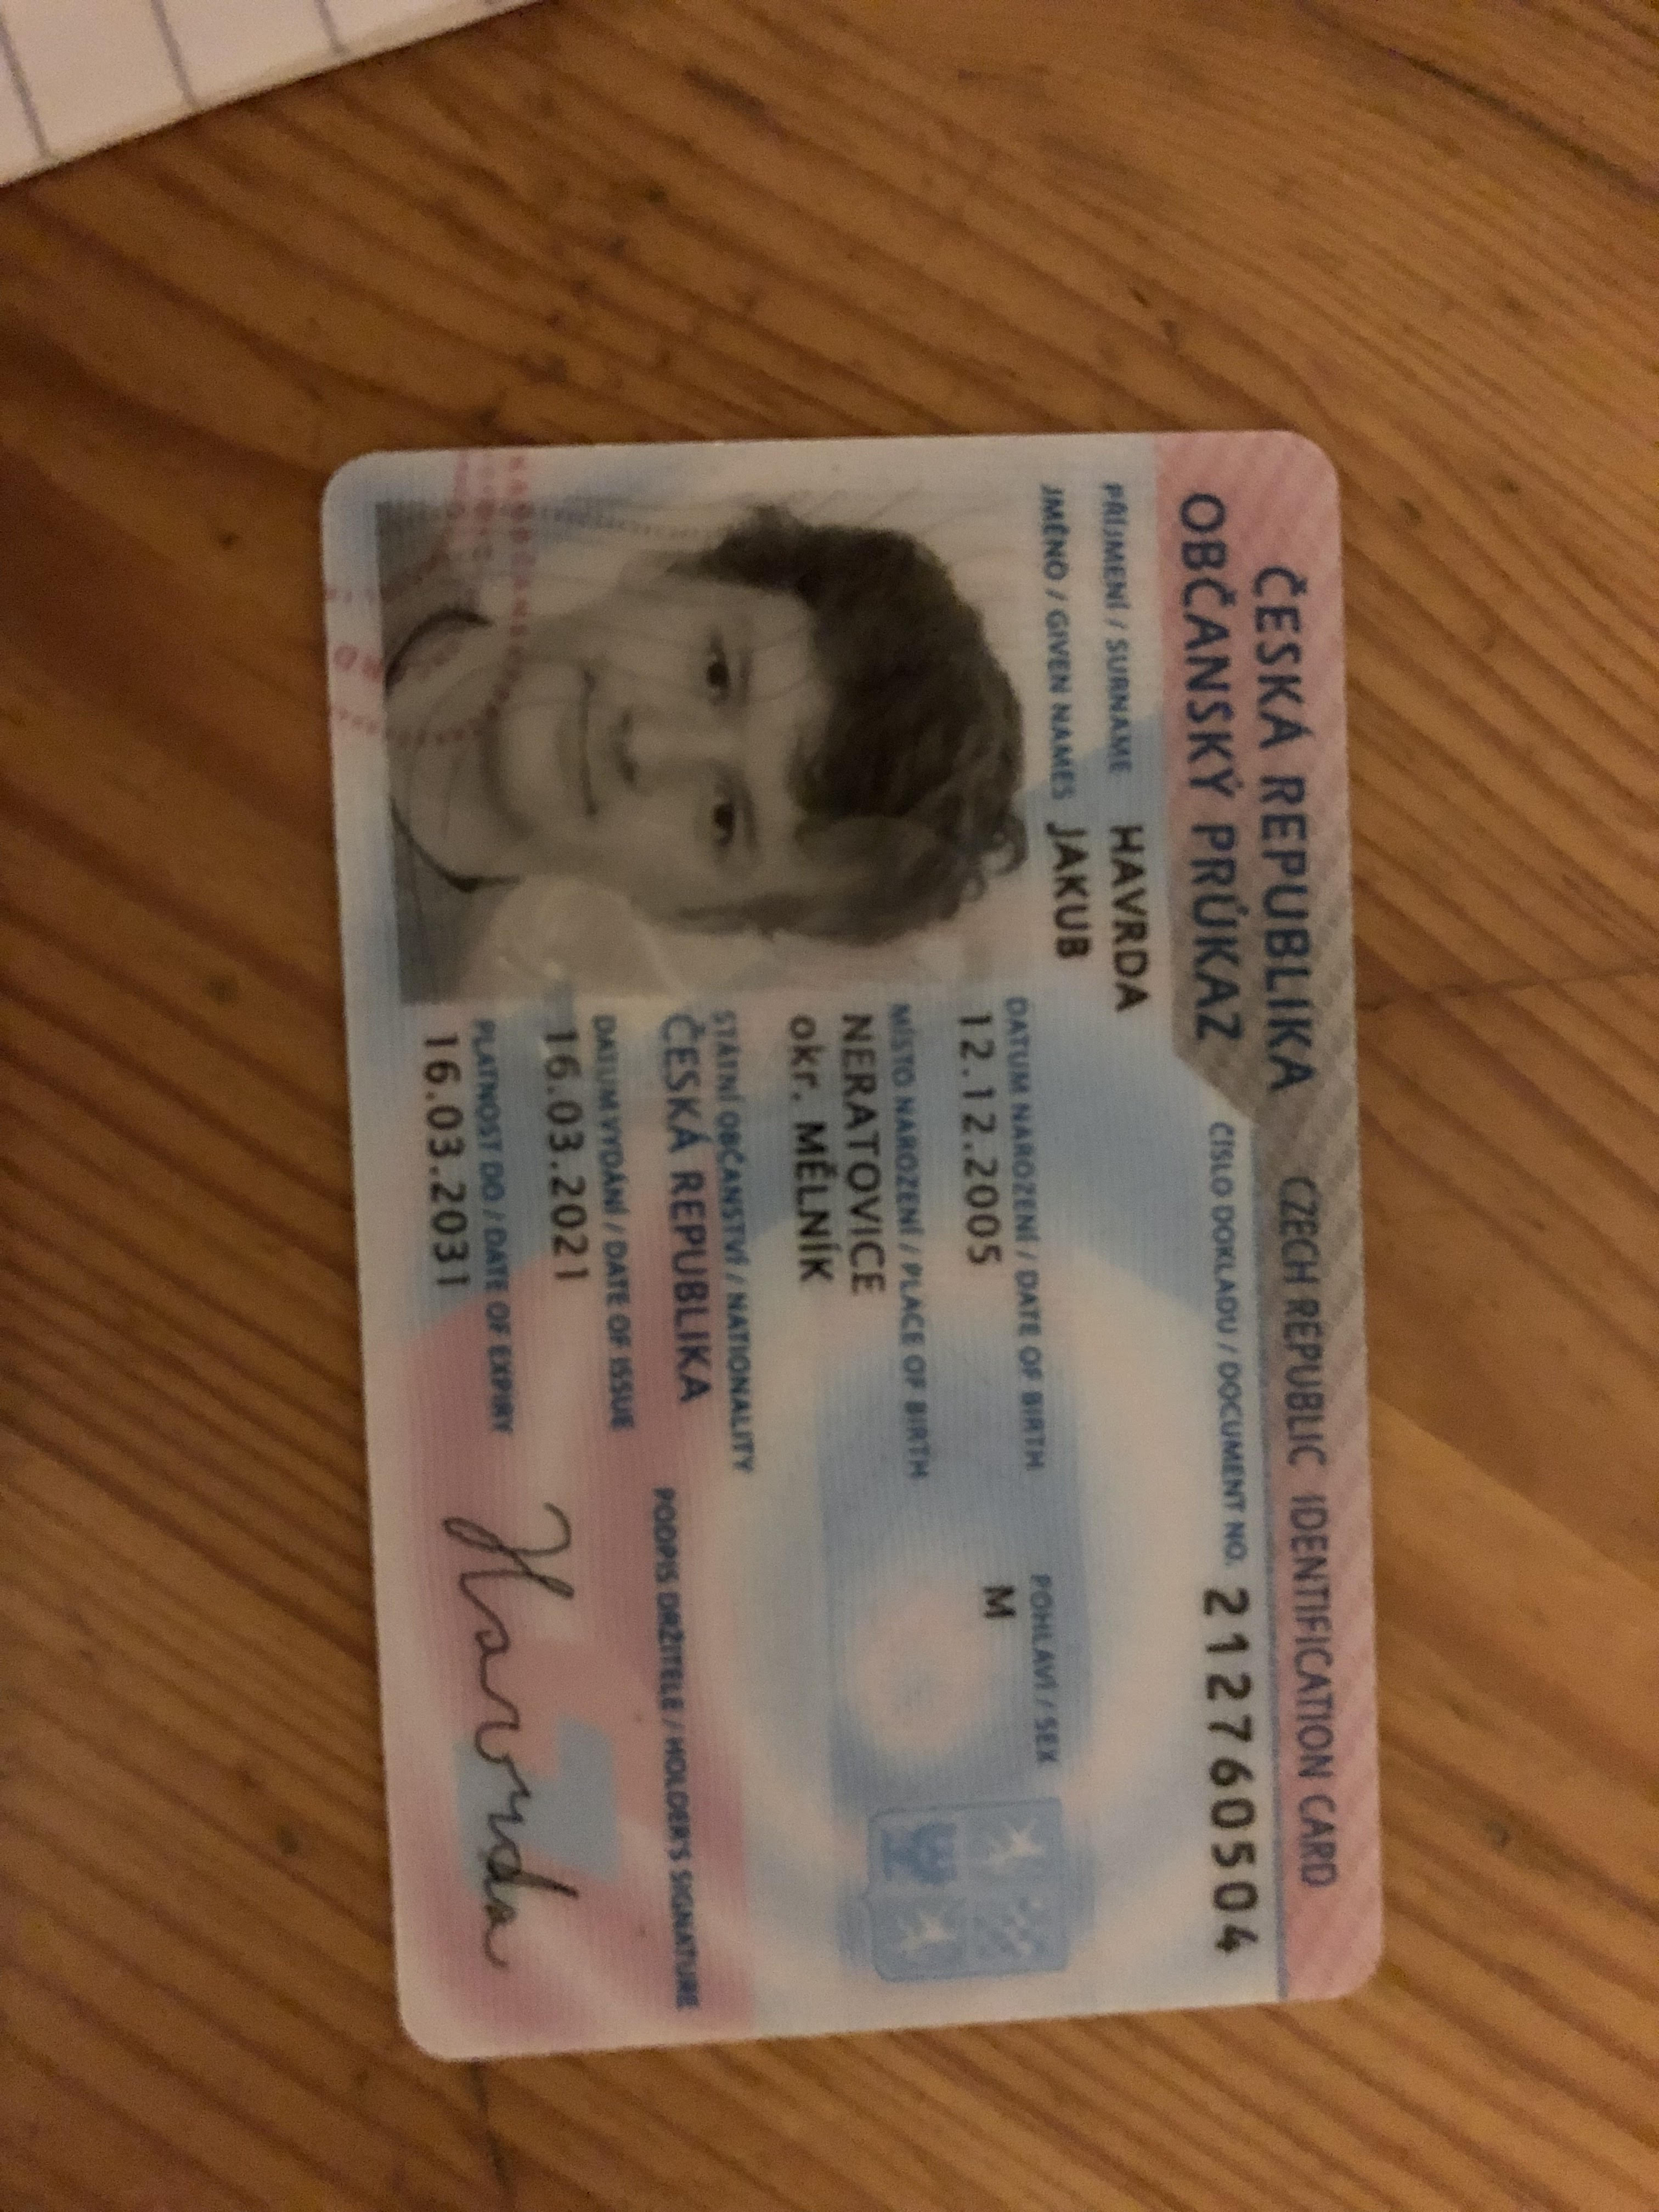 ČESKÁ REPUBLIKA
OBČANSKÝ PRŮKAZ
CZECH REPUBLIC IDENTIFICATION CARD
ČÍSLO DOKLADU / DOCUMENT NO. 212760504
PŘÍJMENÍ / SURNAME HAVRDA
JMÉNO / GIVEN NAMES JAKUB
DATUM NAROZENÍ / DATE OF BIRTH
12.12.2005
POHLAVÍ / SEX
M
MÍSTO NAROZENÍ / PLACE OF BIRTH
NERATOVICE
okr. MĚLNÍK
STÁTNÍ OBČANSTVÍ / NATIONALITY
ČESKÁ REPUBLIKA
DATUM VYDÁNÍ / DATE OF ISSUE
16.03.2021
PLATNOST DO / DATE OF EXPIRY
16.03.2031
PODPIS DRŽITELE / HOLDER'S SIGNATURE
Havrda